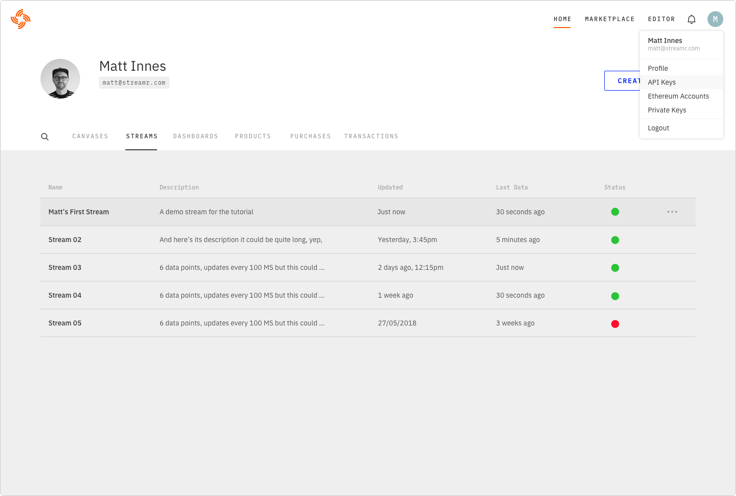 HOME MARKETPLACE EDITOR M
Matt Innes
matt@streamr.com
Profile
API Keys
Ethereum Accounts
Private Keys
Logout
Matt Innes
matt@streamr.com
CREAT
CANVASES STREAMS DASHBOARDS PRODUCTS PURCHASES TRANSACTIONS
Name Description Updated Last Data Status
Matt's First Stream A demo stream for the tutorial Just now 30 seconds ago
Stream 02 And here's its description it could be quite long, yep, Yesterday, 3:45pm 5 minutes ago
Stream 03 6 data points, updates every 100 MS but this could ... 2 days ago, 12:15pm Just now
Stream 04 6 data points, updates every 100 MS but this could ... 1 week ago 30 seconds ago
Stream 05 6 data points, updates every 100 MS but this could ... 27/05/2018 3 weeks ago